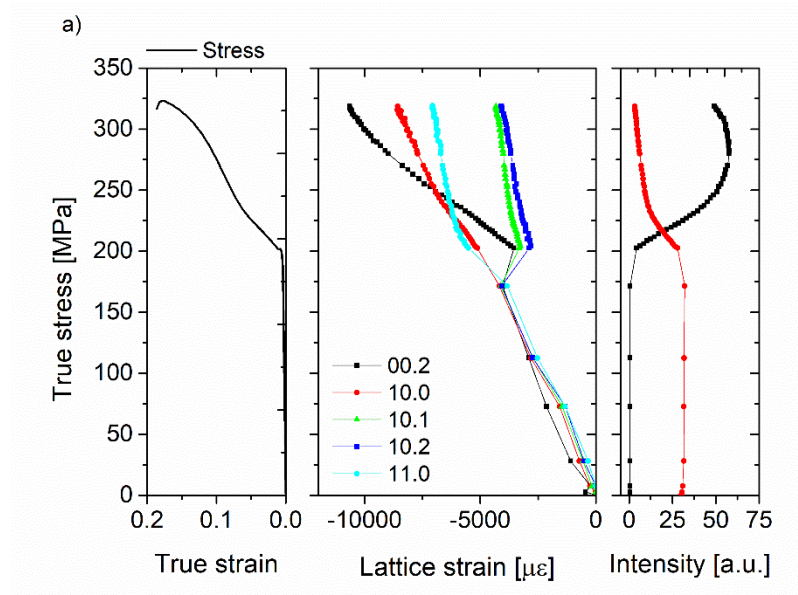 a)
Stress
350
300
250
200
150
100
50
0
True stress [MPa]
0.2 0.1 0.0
True strain
00.2
10.0
10.1
10.2
11.0
-10000 -5000 0
Lattice strain [με]
0 25 50 75
Intensity [a.u.]